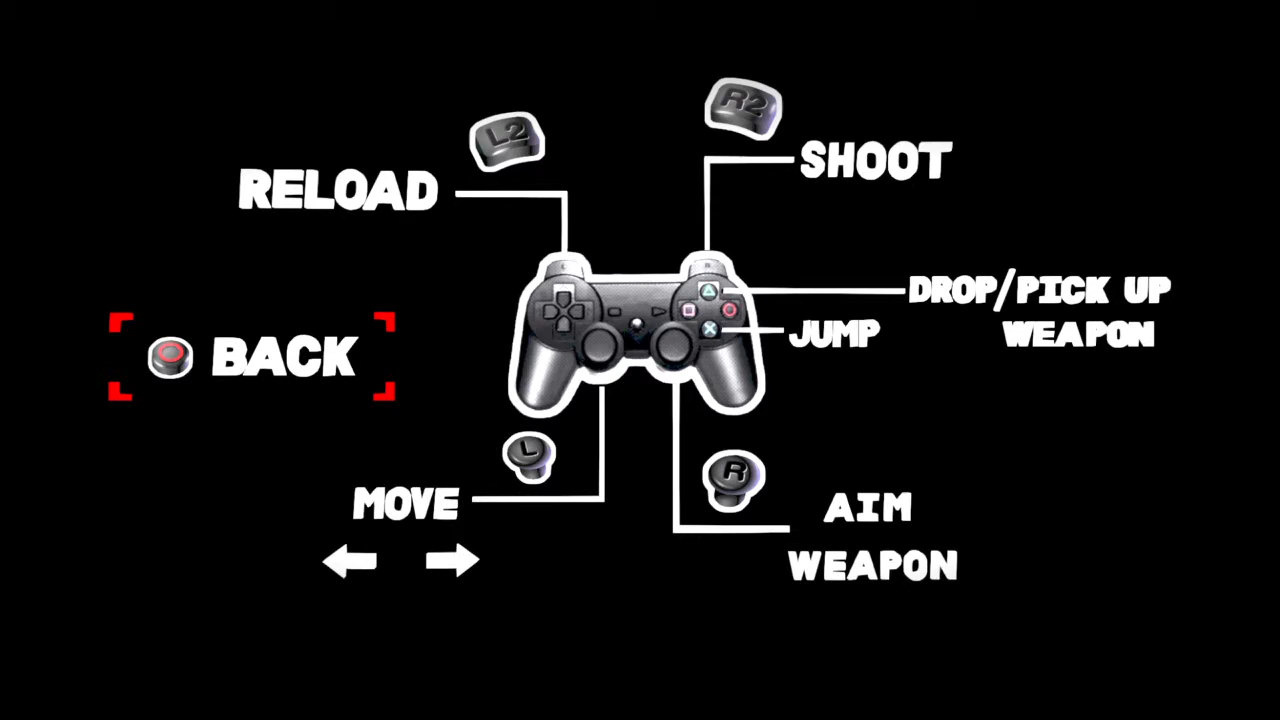 R2
L2
SHOOT
RELOAD
DROP/PICK UP
WEAPON
JUMP
BACK
L
R
MOVE
AIM
WEAPON